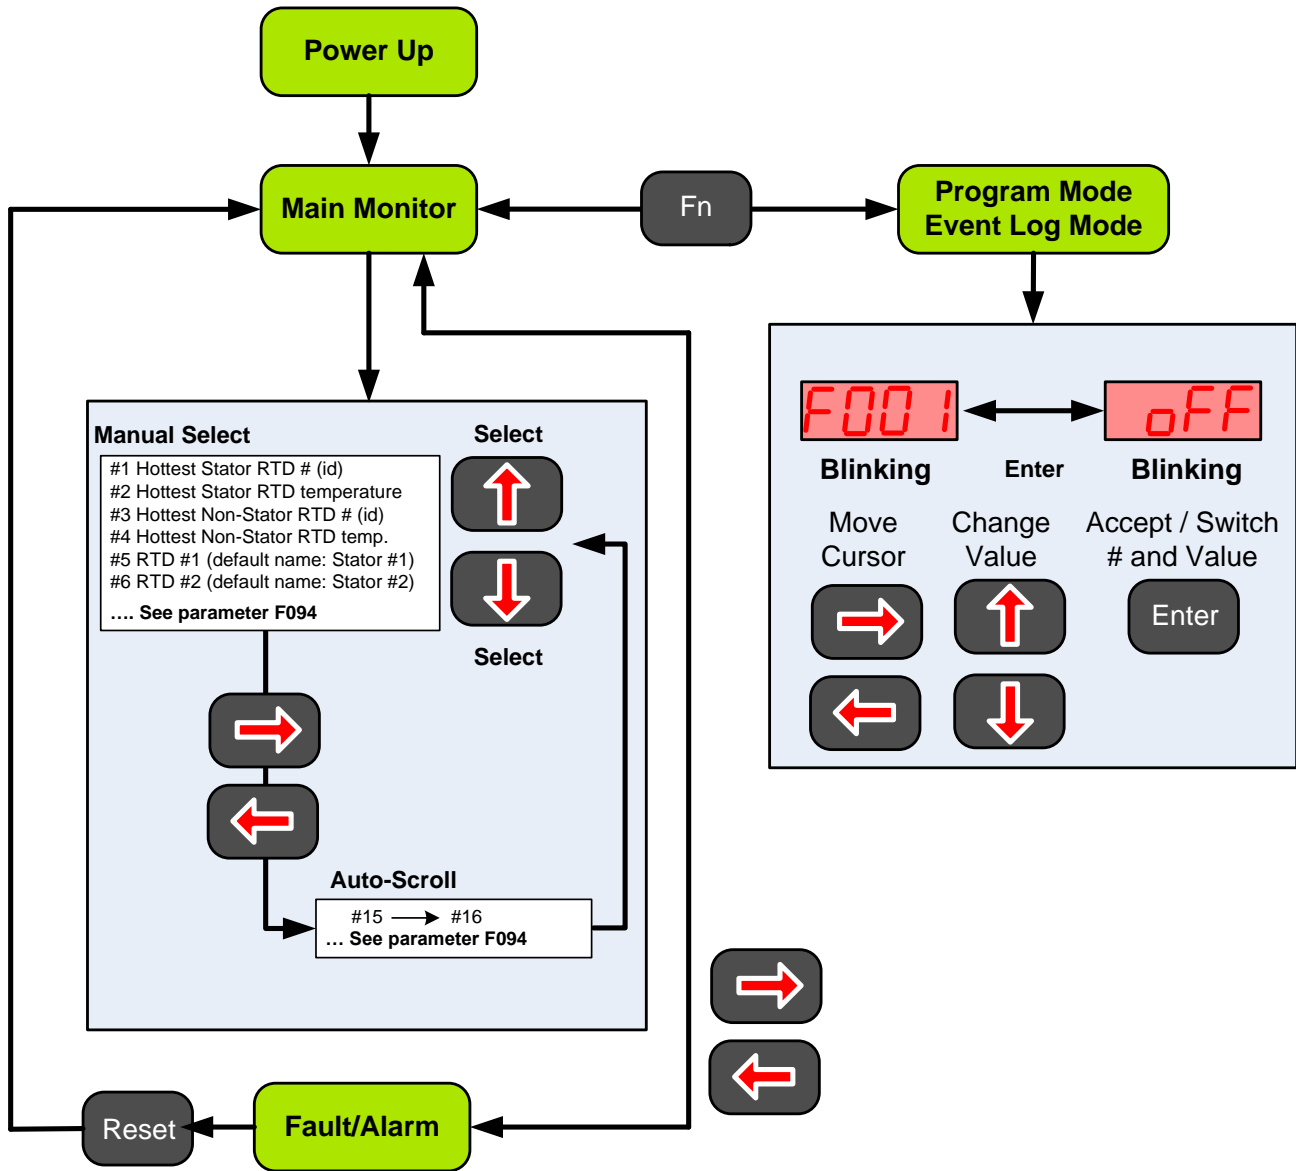 Power Up
Main Monitor
Fn
Program Mode
Event Log Mode
Manual Select
Select
#1 Hottest Stator RTD # (id)
#2 Hottest Stator RTD temperature
#3 Hottest Non-Stator RTD # (id)
#4 Hottest Non-Stator RTD temp.
#5 RTD #1 (default name: Stator #1)
#6 RTD #2 (default name: Stator #2)
.... See parameter F094
Select
Auto-Scroll
#15 #16
... See parameter F094
F001
oFF
Blinking
Enter
Blinking
Move
Cursor
Change
Value
Accept / Switch
# and Value
Enter
Reset
Fault/Alarm